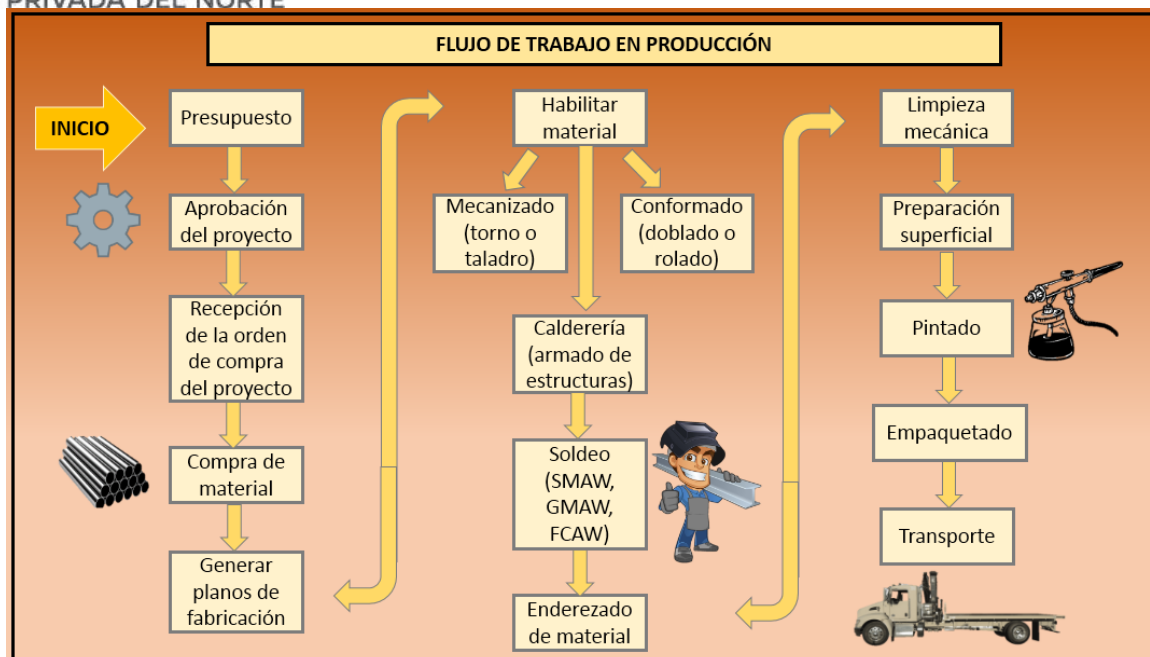 PRIVADA DEL NORTE
FLUJO DE TRABAJO EN PRODUCCIÓN
INICIO
Presupuesto
Aprobación
del proyecto
Recepción
de la orden
de compra
del proyecto
Compra de
material
Generar
planos de
fabricación
Habilitar
material
Mecanizado
(torno o
taladro)
Conformado
(doblado o
rolado)
Calderería
(armado de
estructuras)
Soldeo
(SMAW,
GMAW,
FCAW)
Enderezado
de material
Limpieza
mecánica
Preparación
superficial
Pintado
Empaquetado
Transporte